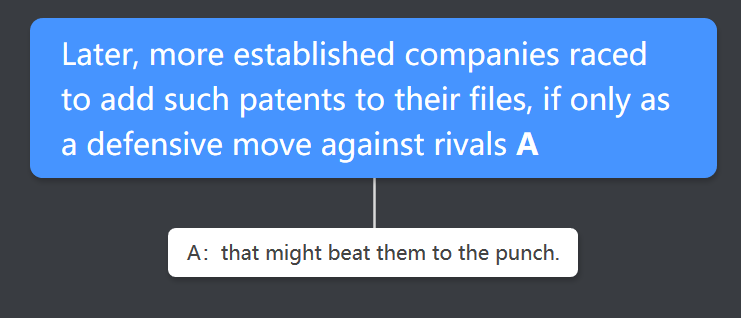 Later, more established companies raced
to add such patents to their files, if only as
a defensive move against rivals A
A：that might beat them to the punch.